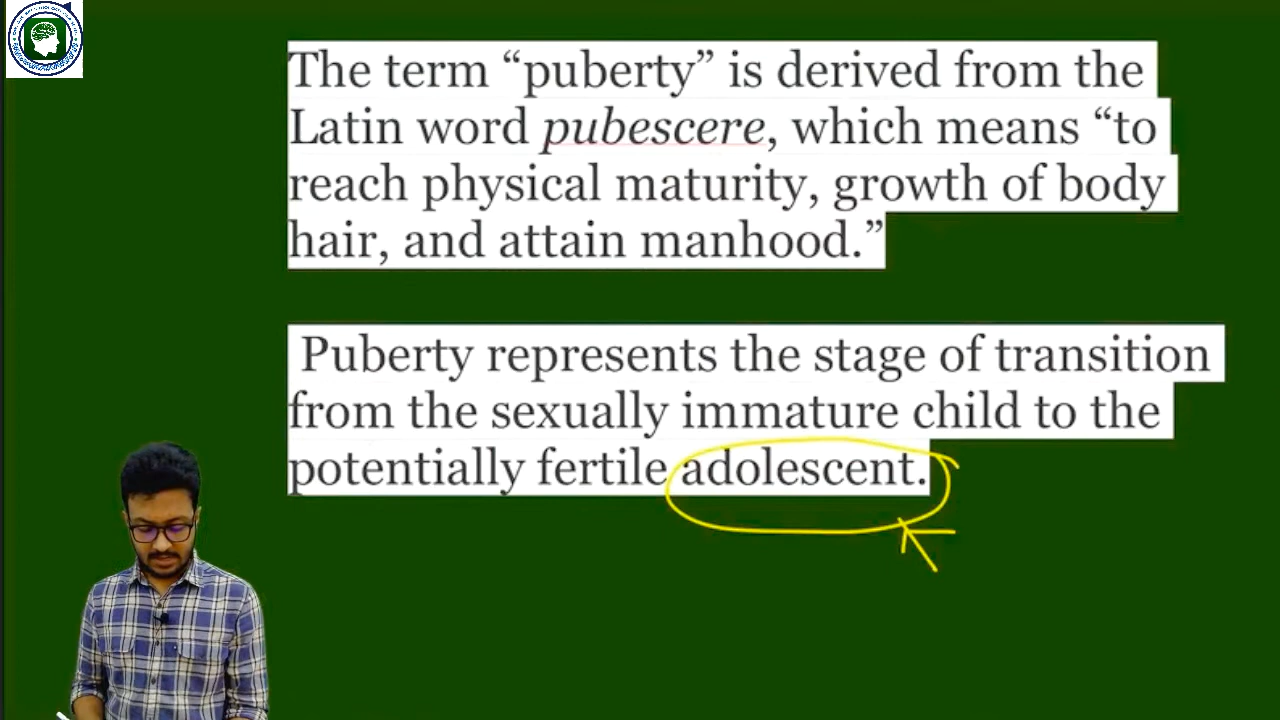 The term “puberty” is derived from the
Latin word pubescere, which means “to
reach physical maturity, growth of body
hair, and attain manhood.”
Puberty represents the stage of transition
from the sexually immature child to the
potentially fertile adolescent.